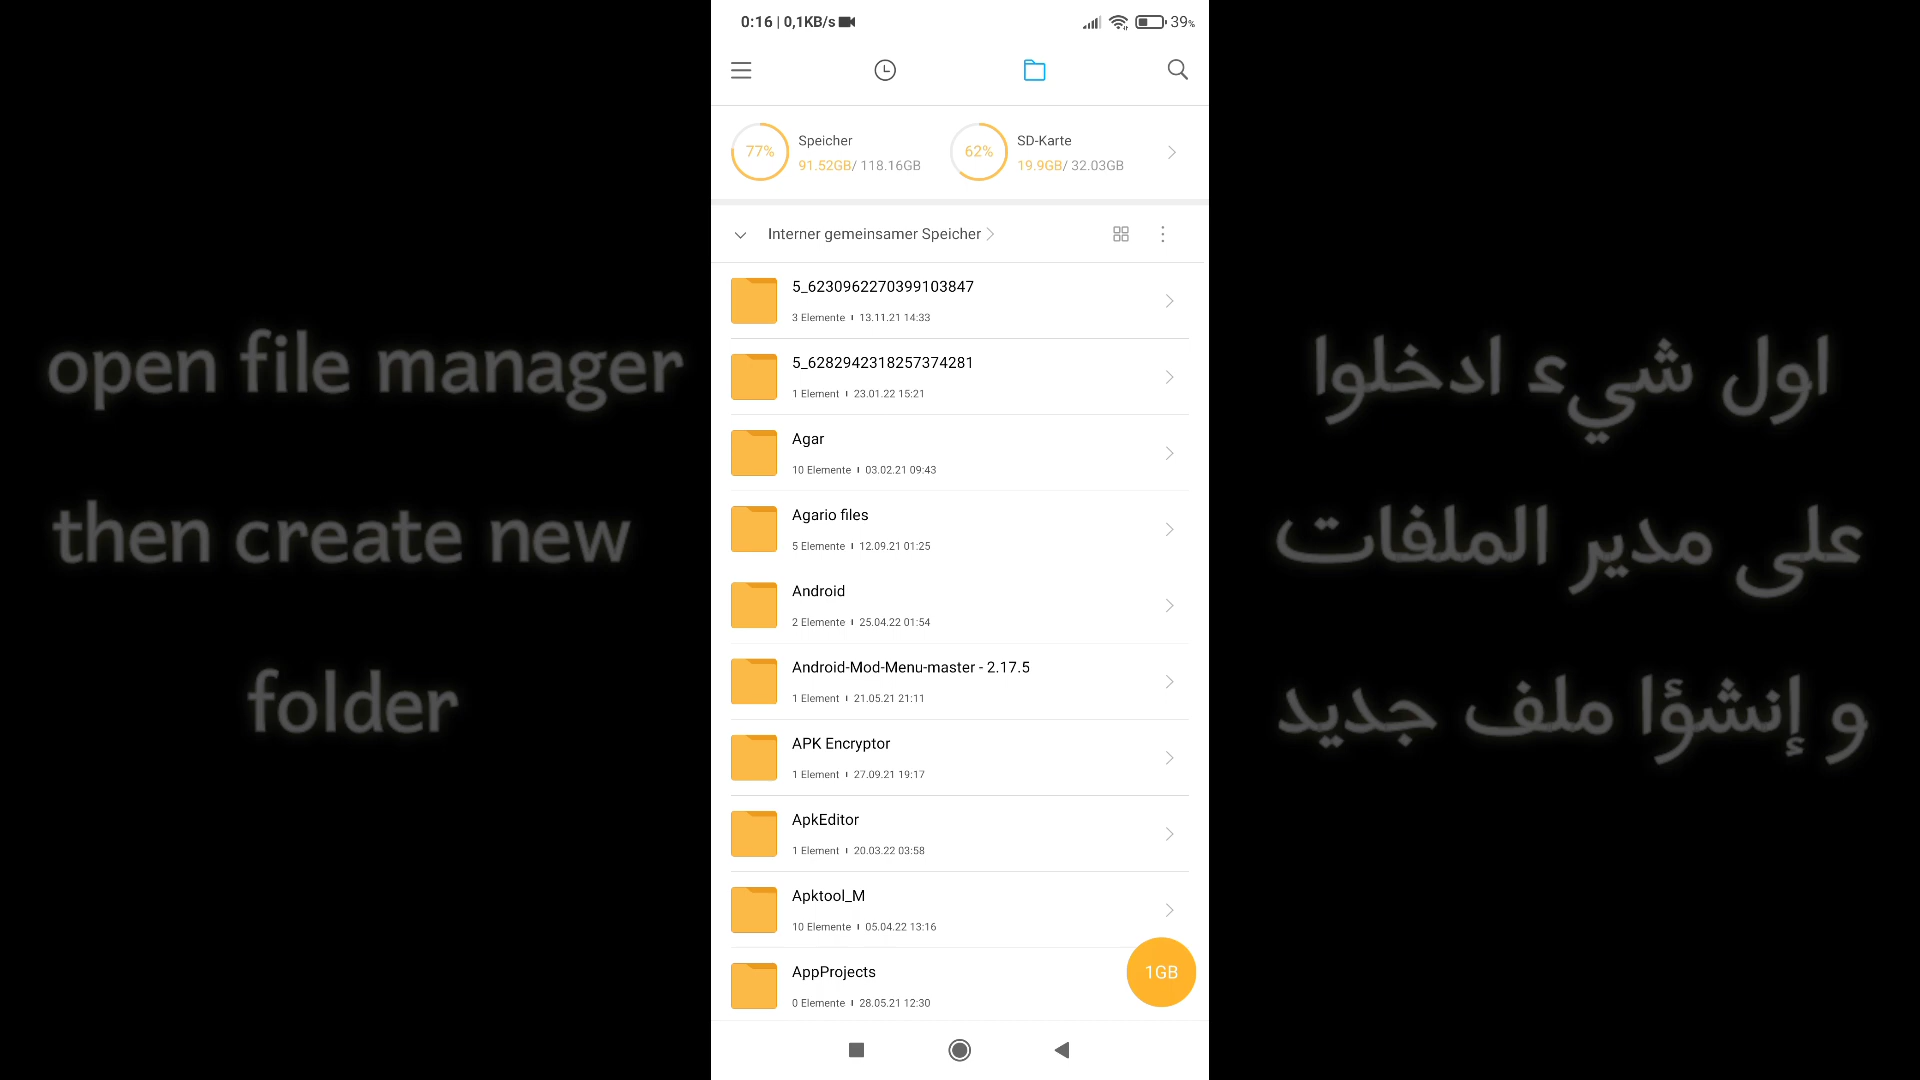 0:16 | 0,1KB/s
39%
77%
Speicher
91.52GB/ 118.16GB
62%
SD-Karte
19.9GB/ 32.03GB
Interner gemeinsamer Speicher
5_6230962270399103847
3 Elemente ı 13.11.21 14:33
5_6282942318257374281
1 Element ı 23.01.22 15:21
Agar
10 Elemente ı 03.02.21 09:43
Agario files
5 Elemente ı 12.09.21 01:25
Android
2 Elemente ı 25.04.22 01:54
Android-Mod-Menu-master - 2.17.5
1 Element ı 21.05.21 21:11
APK Encryptor
1 Element ı 27.09.21 19:17
ApkEditor
1 Element ı 20.03.22 03:58
Apktool_M
10 Elemente ı 05.04.22 13:16
AppProjects
0 Elemente ı 28.05.21 12:30
1GB
open file manager
then create new
folder
اول شيء ادخلوا
على مدير الملفات
و إنشؤا ملف جديد